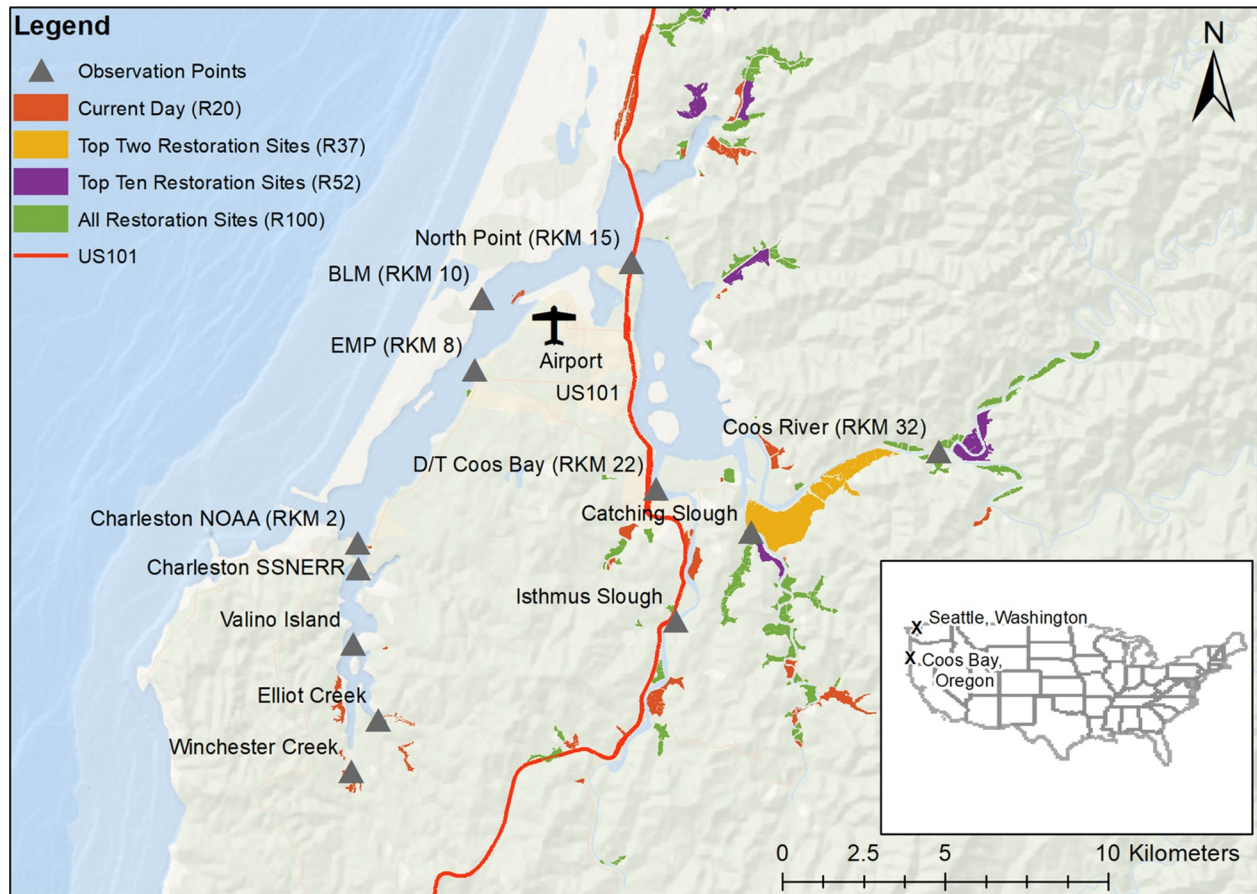 Legend
Observation Points
Current Day (R20)
Top Two Restoration Sites (R37)
Top Ten Restoration Sites (R52)
All Restoration Sites (R100)
US101
N
North Point (RKM 15)
BLM (RKM 10)
EMP (RKM 8)
Airport
US101
Coos River (RKM 32)
D/T Coos Bay (RKM 22)
Catching Slough
Charleston NOAA (RKM 2)
Charleston SSNERR
Isthmus Slough
Valino Island
Elliot Creek
Winchester Creek
X Seattle, Washington
X Coos Bay,
Oregon
0 2.5 5 10 Kilometers